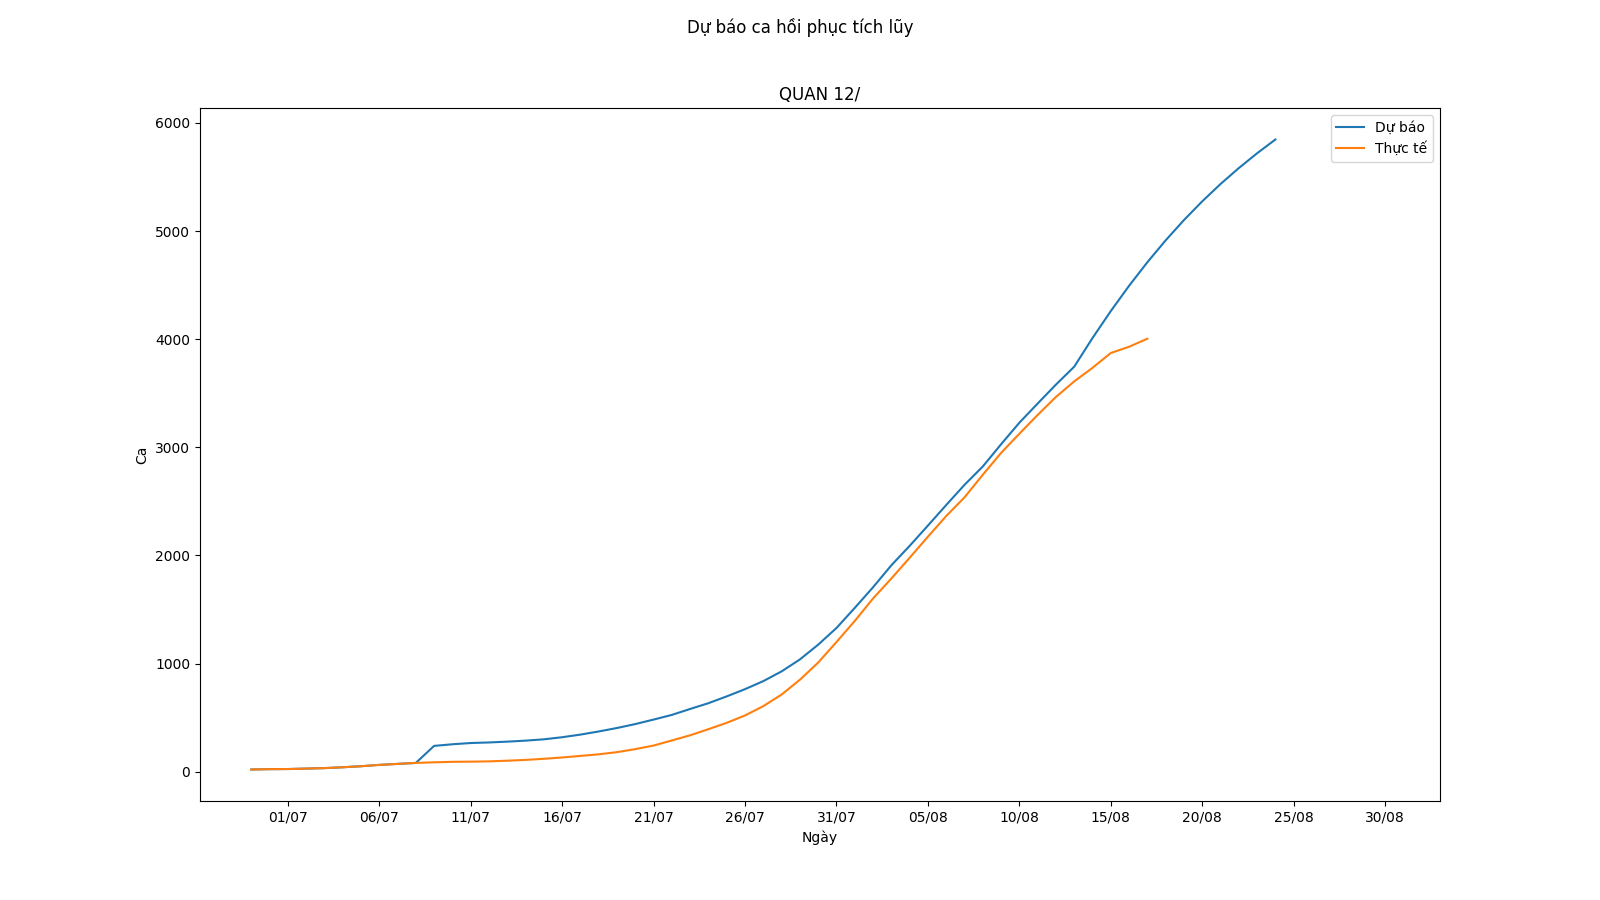 Dự báo ca hồi phục tích lũy
QUAN 12/
Dự báo
Thực tế
6000
5000
4000
3000
2000
1000
0
Ca
01/07 06/07 11/07 16/07 21/07 26/07 31/07 05/08 10/08 15/08 20/08 25/08 30/08
Ngày